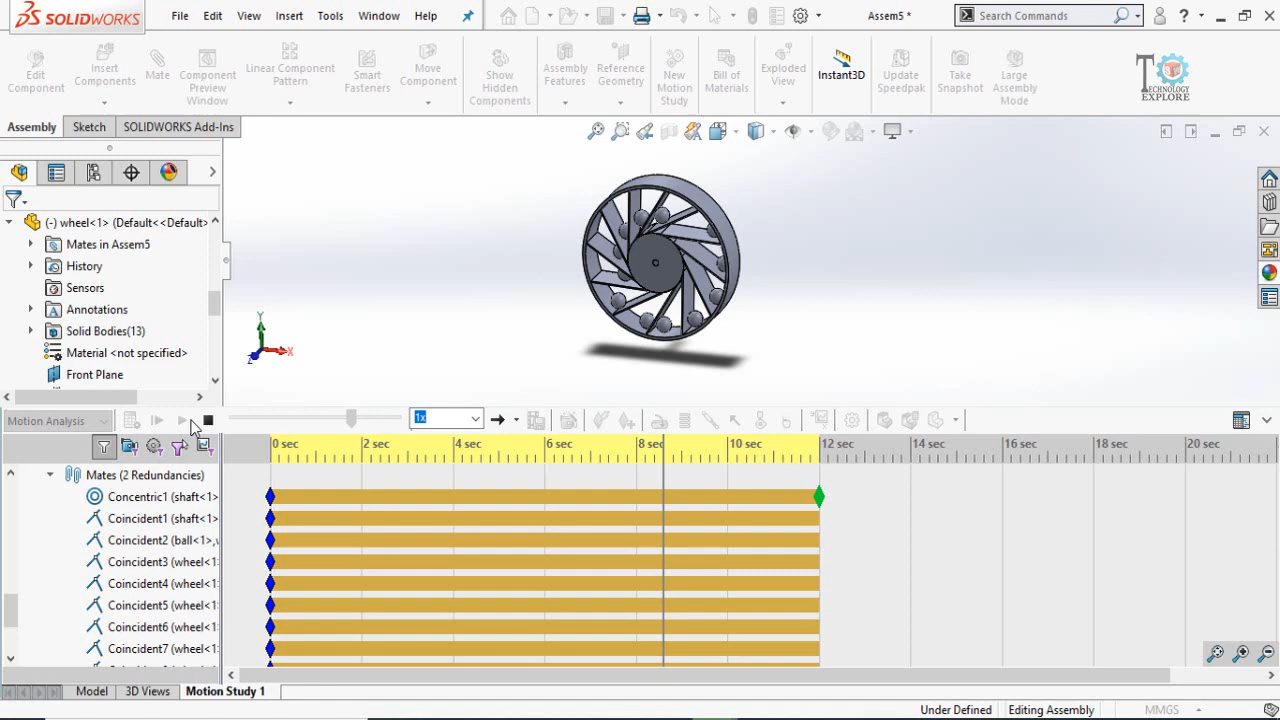 SOLIDWORKS File Edit View Insert Tools Window Help Assem5 * Search Commands ?
Edit Component
Insert Components
Mate
Component Preview Window
Linear Component Pattern
Smart Fasteners
Move Component
Show Hidden Components
Assembly Features
Reference Geometry
New Motion Study
Bill of Materials
Exploded View
Instant3D
Update Speedpak
Take Snapshot
Large Assembly Mode
TECHNOLOGY EXPLORE
Assembly Sketch SOLIDWORKS Add-Ins
(-) wheel<1> (Default<<Default>
Mates in Assem5
History
Sensors
Annotations
Solid Bodies(13)
Material <not specified>
Front Plane
Y
X
Z
Motion Analysis 1x
0 sec 2 sec 4 sec 6 sec 8 sec 10 sec 12 sec 14 sec 16 sec 18 sec 20 sec
Mates (2 Redundancies)
Concentric1 (shaft<1>
Coincident1 (shaft<1>
Coincident2 (ball<1>,
Coincident3 (wheel<1
Coincident4 (wheel<1
Coincident5 (wheel<1
Coincident6 (wheel<1
Coincident7 (wheel<1
Model 3D Views Motion Study 1
Under Defined Editing Assembly MMGS